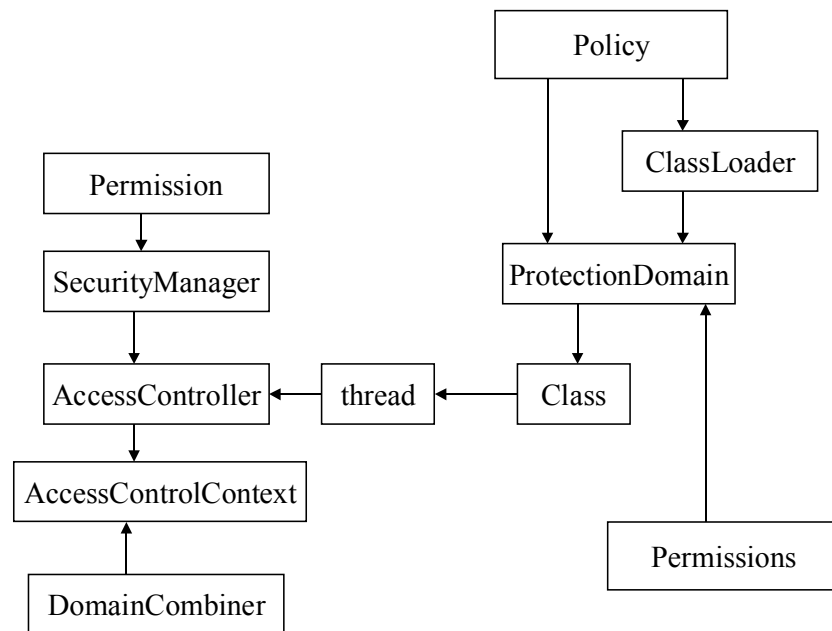 Policy
ClassLoader
Permission
SecurityManager
ProtectionDomain
AccessController
thread
Class
AccessControlContext
Permissions
DomainCombiner